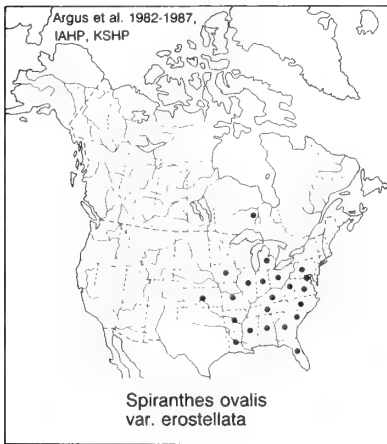 Argus et al. 1982-1987,
IAHP, KSHP
Spiranthes ovalis
var. erostellata